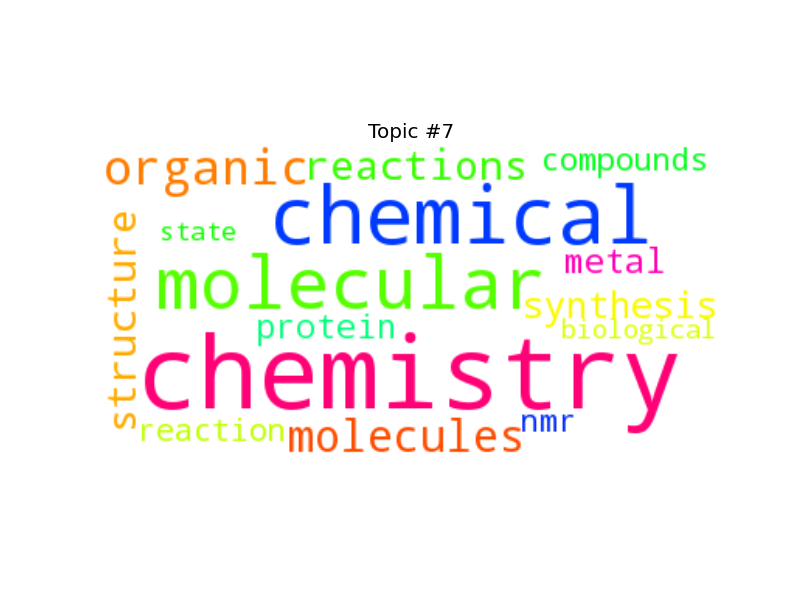 Topic #7
organic reactions compounds
chemical
structure
state
metal
molecular
synthesis
protein
biological
chemistry
nmr
reaction
molecules